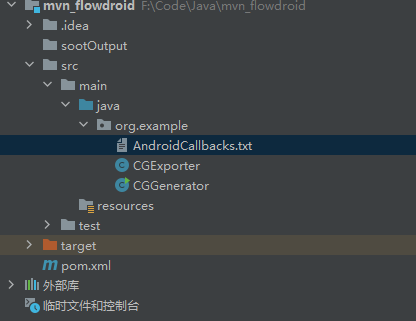 mvn_flowdroid F:\Code\Java\mvn_flowdroid
.idea
sootOutput
src
main
java
org.example
AndroidCallbacks.txt
CGExporter
CGGenerator
resources
test
target
pom.xml
外部库
临时文件和控制台